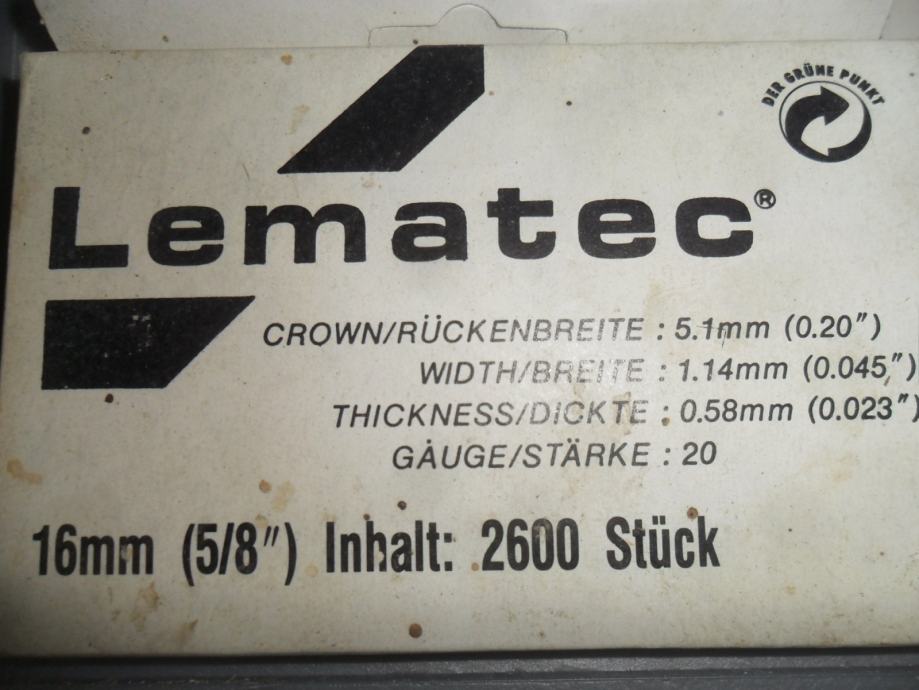 DER GRÜNE PUNKT
Lematec®
CROWN/RÜCKENBREITE : 5.1mm (0.20″)
WIDTH/BREITE : 1.14mm (0.045″)
THICKNESS/DICKTE : 0.58mm (0.023″)
GAUGE/STÄRKE : 20
16mm (5/8″) Inhalt: 2600 Stück